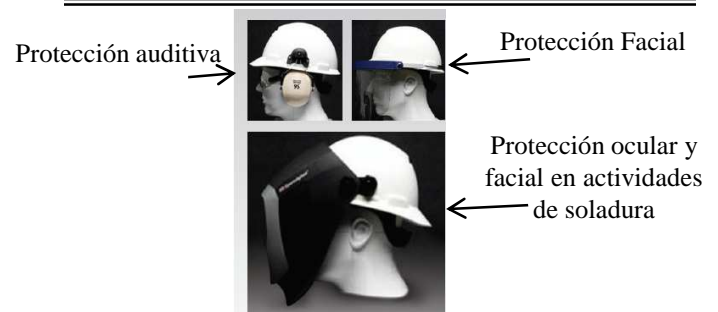 Protección auditiva
Protección Facial
Protección ocular y
facial en actividades
de soladura